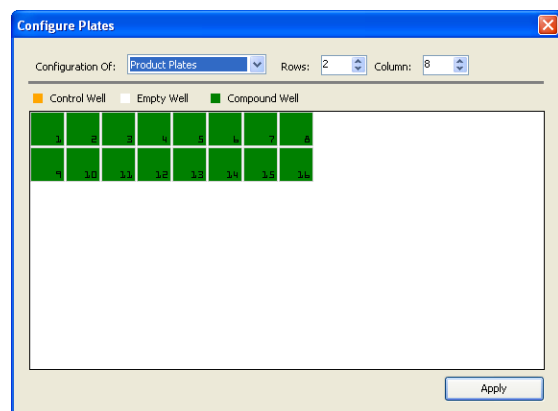 Configure Plates
Configuration Of: Product Plates Rows: 2 Column: 8
Control Well Empty Well Compound Well
1 2 3 4 5 6 7 8
9 10 11 12 13 14 15 16
Apply